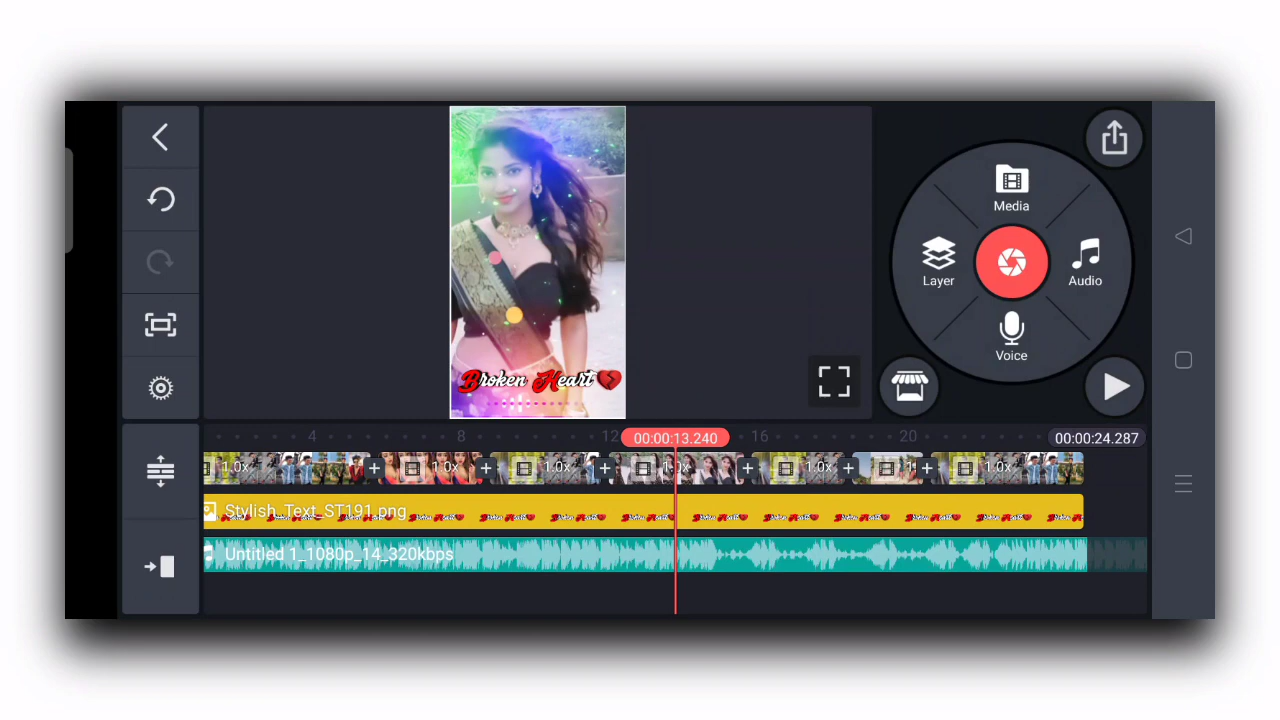 Media
Layer
Audio
Voice
Broken Heart
4
8
12
00:00:13.240
16
20
00:00:24.287
1.0x
1.0x
1.0x
1.0x
1.0x
1.0x
Stylish_Text_ST191.png
Untitled 1_1080p_14_320kbps